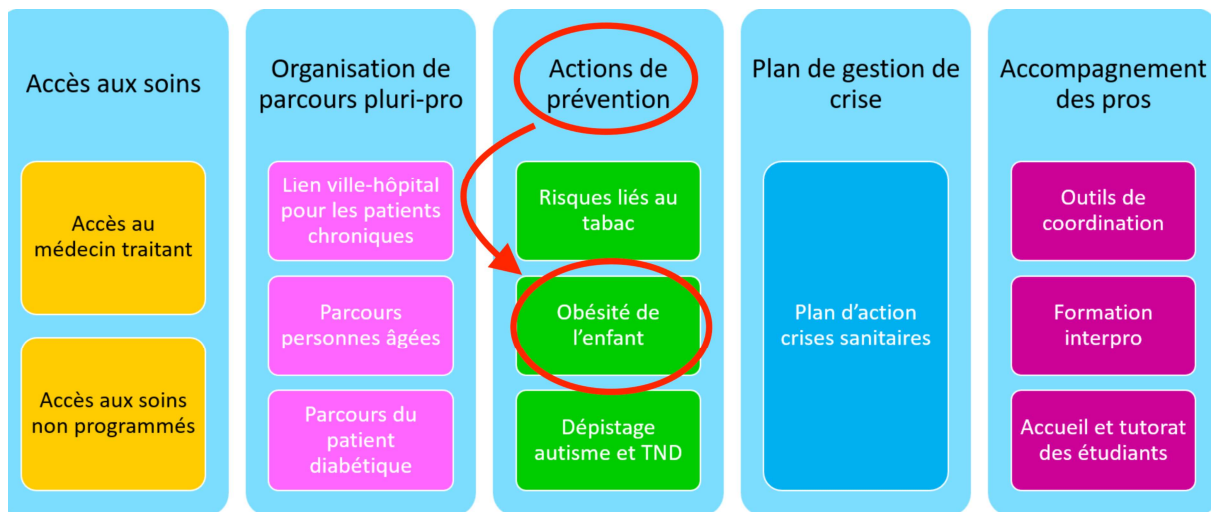 Accès aux soins
Accès au
médecin traitant
Accès aux soins
non programmés
Organisation de
parcours pluri-pro
Lien ville-hôpital
pour les patients
chroniques
Parcours
personnes âgées
Parcours du
patient
diabétique
Actions de
prévention
Risques liés au
tabac
Obésité de
l'enfant
Dépistage
autisme et TND
Plan de gestion de
crise
Plan d'action
crises sanitaires
Accompagnement
des pros
Outils de
coordination
Formation
interpro
Accueil et tutorat
des étudiants